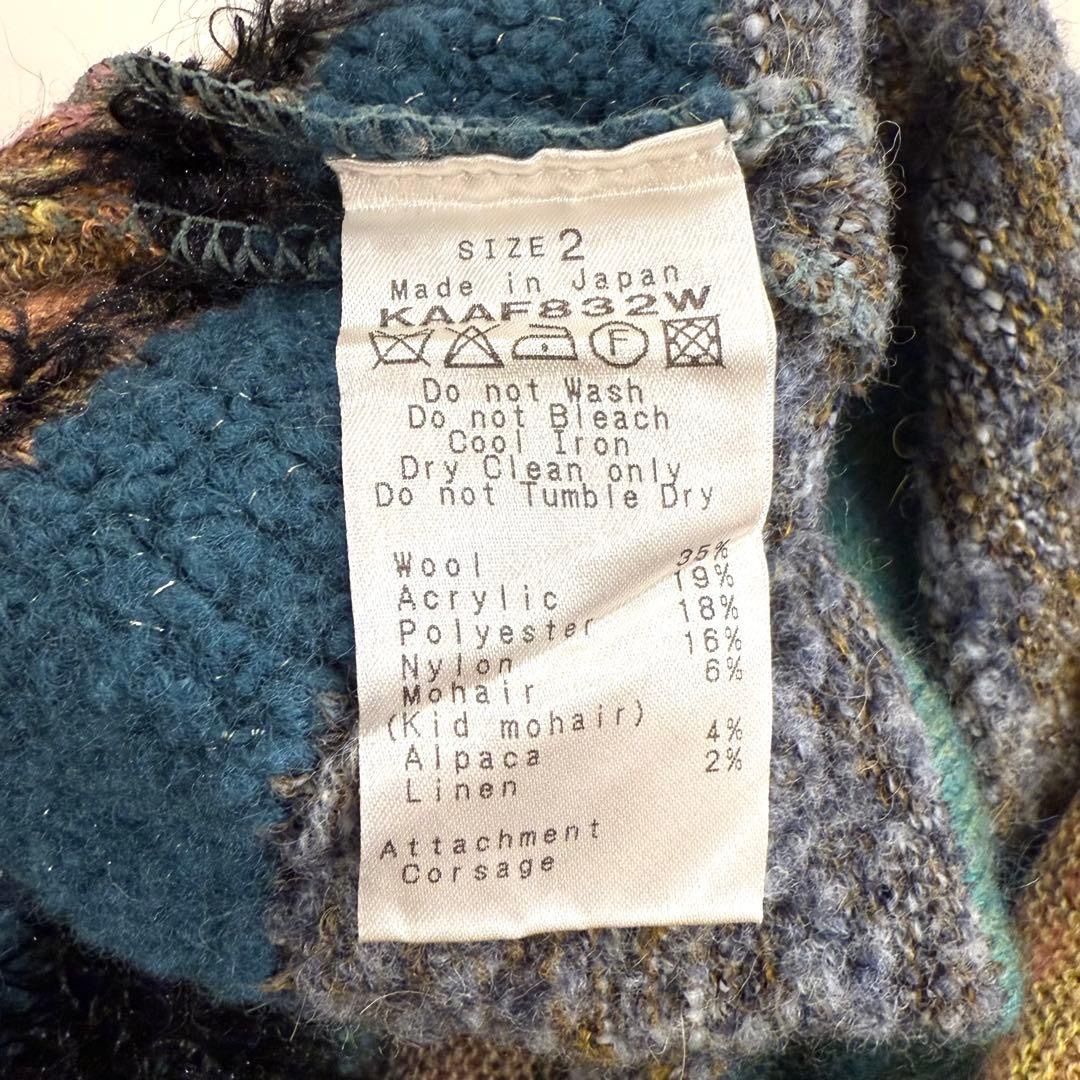 SIZE 2
Made in Japan
KAAF832W
F
Do not Wash
Do not Bleach
Cool Iron
Dry Clean only
Do not Tumble Dry
Wool 35%
Acrylic 19%
Polyester 18%
Nylon 16%
Mohair 6%
(Kid mohair)
Alpaca 4%
Linen 2%
Attachment
Corsage